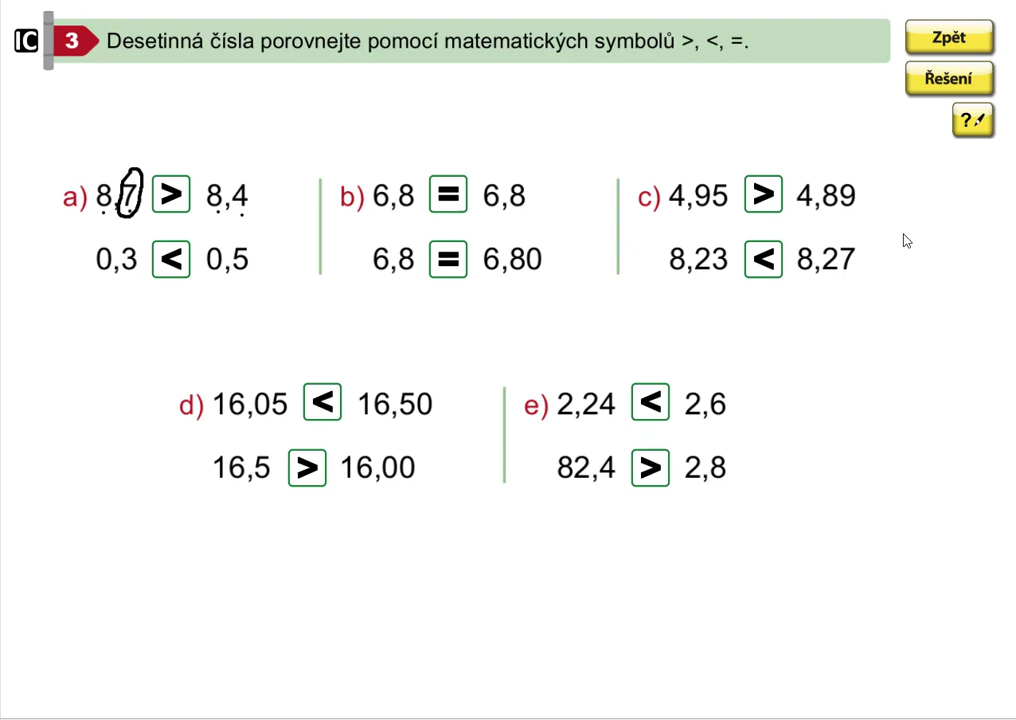 IC 3 Desetinná čísla porovnejte pomocí matematických symbolů >, <, =.
Zpět
Řešení
?
a) 8,7 > 8,4
0,3 < 0,5
b) 6,8 = 6,8
6,8 = 6,80
c) 4,95 > 4,89
8,23 < 8,27
d) 16,05 < 16,50
16,5 > 16,00
e) 2,24 < 2,6
82,4 > 2,8